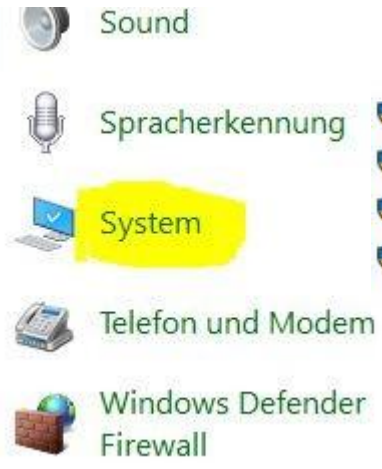 Sound
Spracherkennung
System
Telefon und Modem
Windows Defender
Firewall